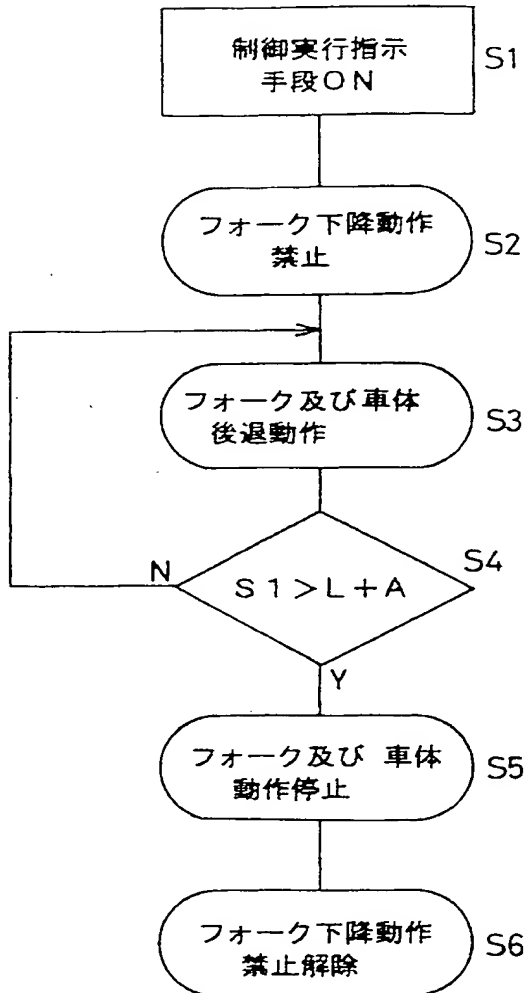 制御実行指示
手段ON
S1
フォーク下降動作
禁止
S2
フォーク及び車体
後退動作
S3
N
S1>L+A
S4
Y
フォーク及び 車体
動作停止
S5
フォーク下降動作
禁止解除
S6